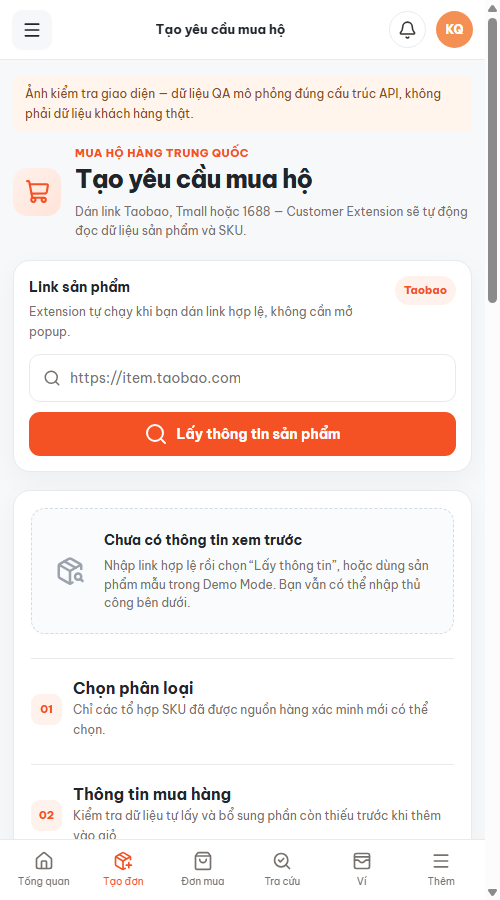 Tạo yêu cầu mua hộ
KQ
Ảnh kiểm tra giao diện — dữ liệu QA mô phỏng đúng cấu trúc API, không
phải dữ liệu khách hàng thật.
MUA HỘ HÀNG TRUNG QUỐC
Tạo yêu cầu mua hộ
Dán link Taobao, Tmall hoặc 1688 — Customer Extension sẽ tự động
đọc dữ liệu sản phẩm và SKU.
Link sản phẩm
Taobao
Extension tự chạy khi bạn dán link hợp lệ, không cần mở
popup.
https://item.taobao.com
Lấy thông tin sản phẩm
Chưa có thông tin xem trước
Nhập link hợp lệ rồi chọn “Lấy thông tin”, hoặc dùng sản
phẩm mẫu trong Demo Mode. Bạn vẫn có thể nhập thủ
công bên dưới.
01
Chọn phân loại
Chỉ các tổ hợp SKU đã được nguồn hàng xác minh mới có thể
chọn.
02
Thông tin mua hàng
Kiểm tra dữ liệu tự lấy và bổ sung phần còn thiếu trước khi thêm
vào giỏ
Tổng quan
Tạo đơn
Đơn mua
Tra cứu
Ví
Thêm